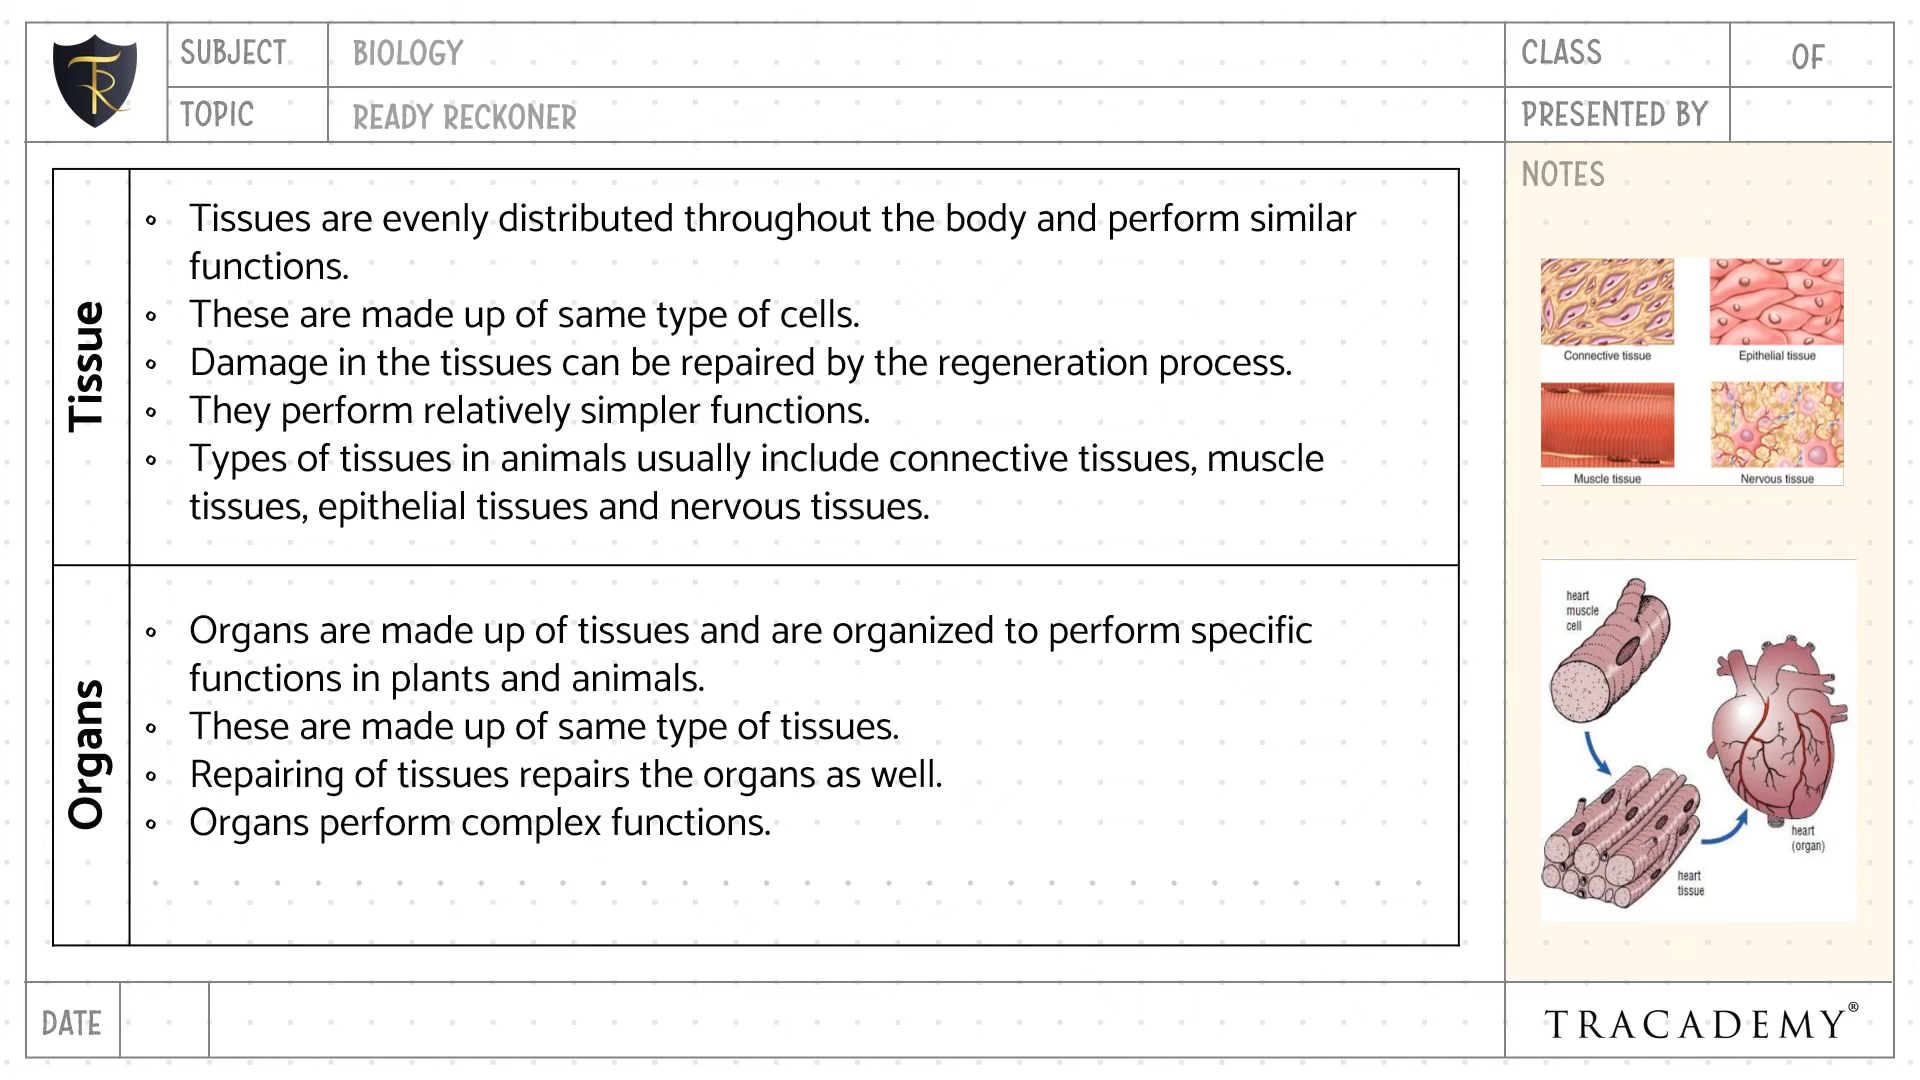 SUBJECT
BIOLOGY
CLASS
OF
TOPIC
READY RECKONER
PRESENTED BY
Tissue
Tissues are evenly distributed throughout the body and perform similar
functions.
These are made up of same type of cells.
Damage in the tissues can be repaired by the regeneration process.
They perform relatively simpler functions.
Types of tissues in animals usually include connective tissues, muscle
tissues, epithelial tissues and nervous tissues.
Organs
Organs are made up of tissues and are organized to perform specific
functions in plants and animals.
These are made up of same type of tissues.
Repairing of tissues repairs the organs as well.
Organs perform complex functions.
NOTES
Connective tissue
Epithelial tissue
Muscle tissue
Nervous tissue
heart
muscle
cell
heart
(organ)
heart
tissue
DATE
TRACADEMY®